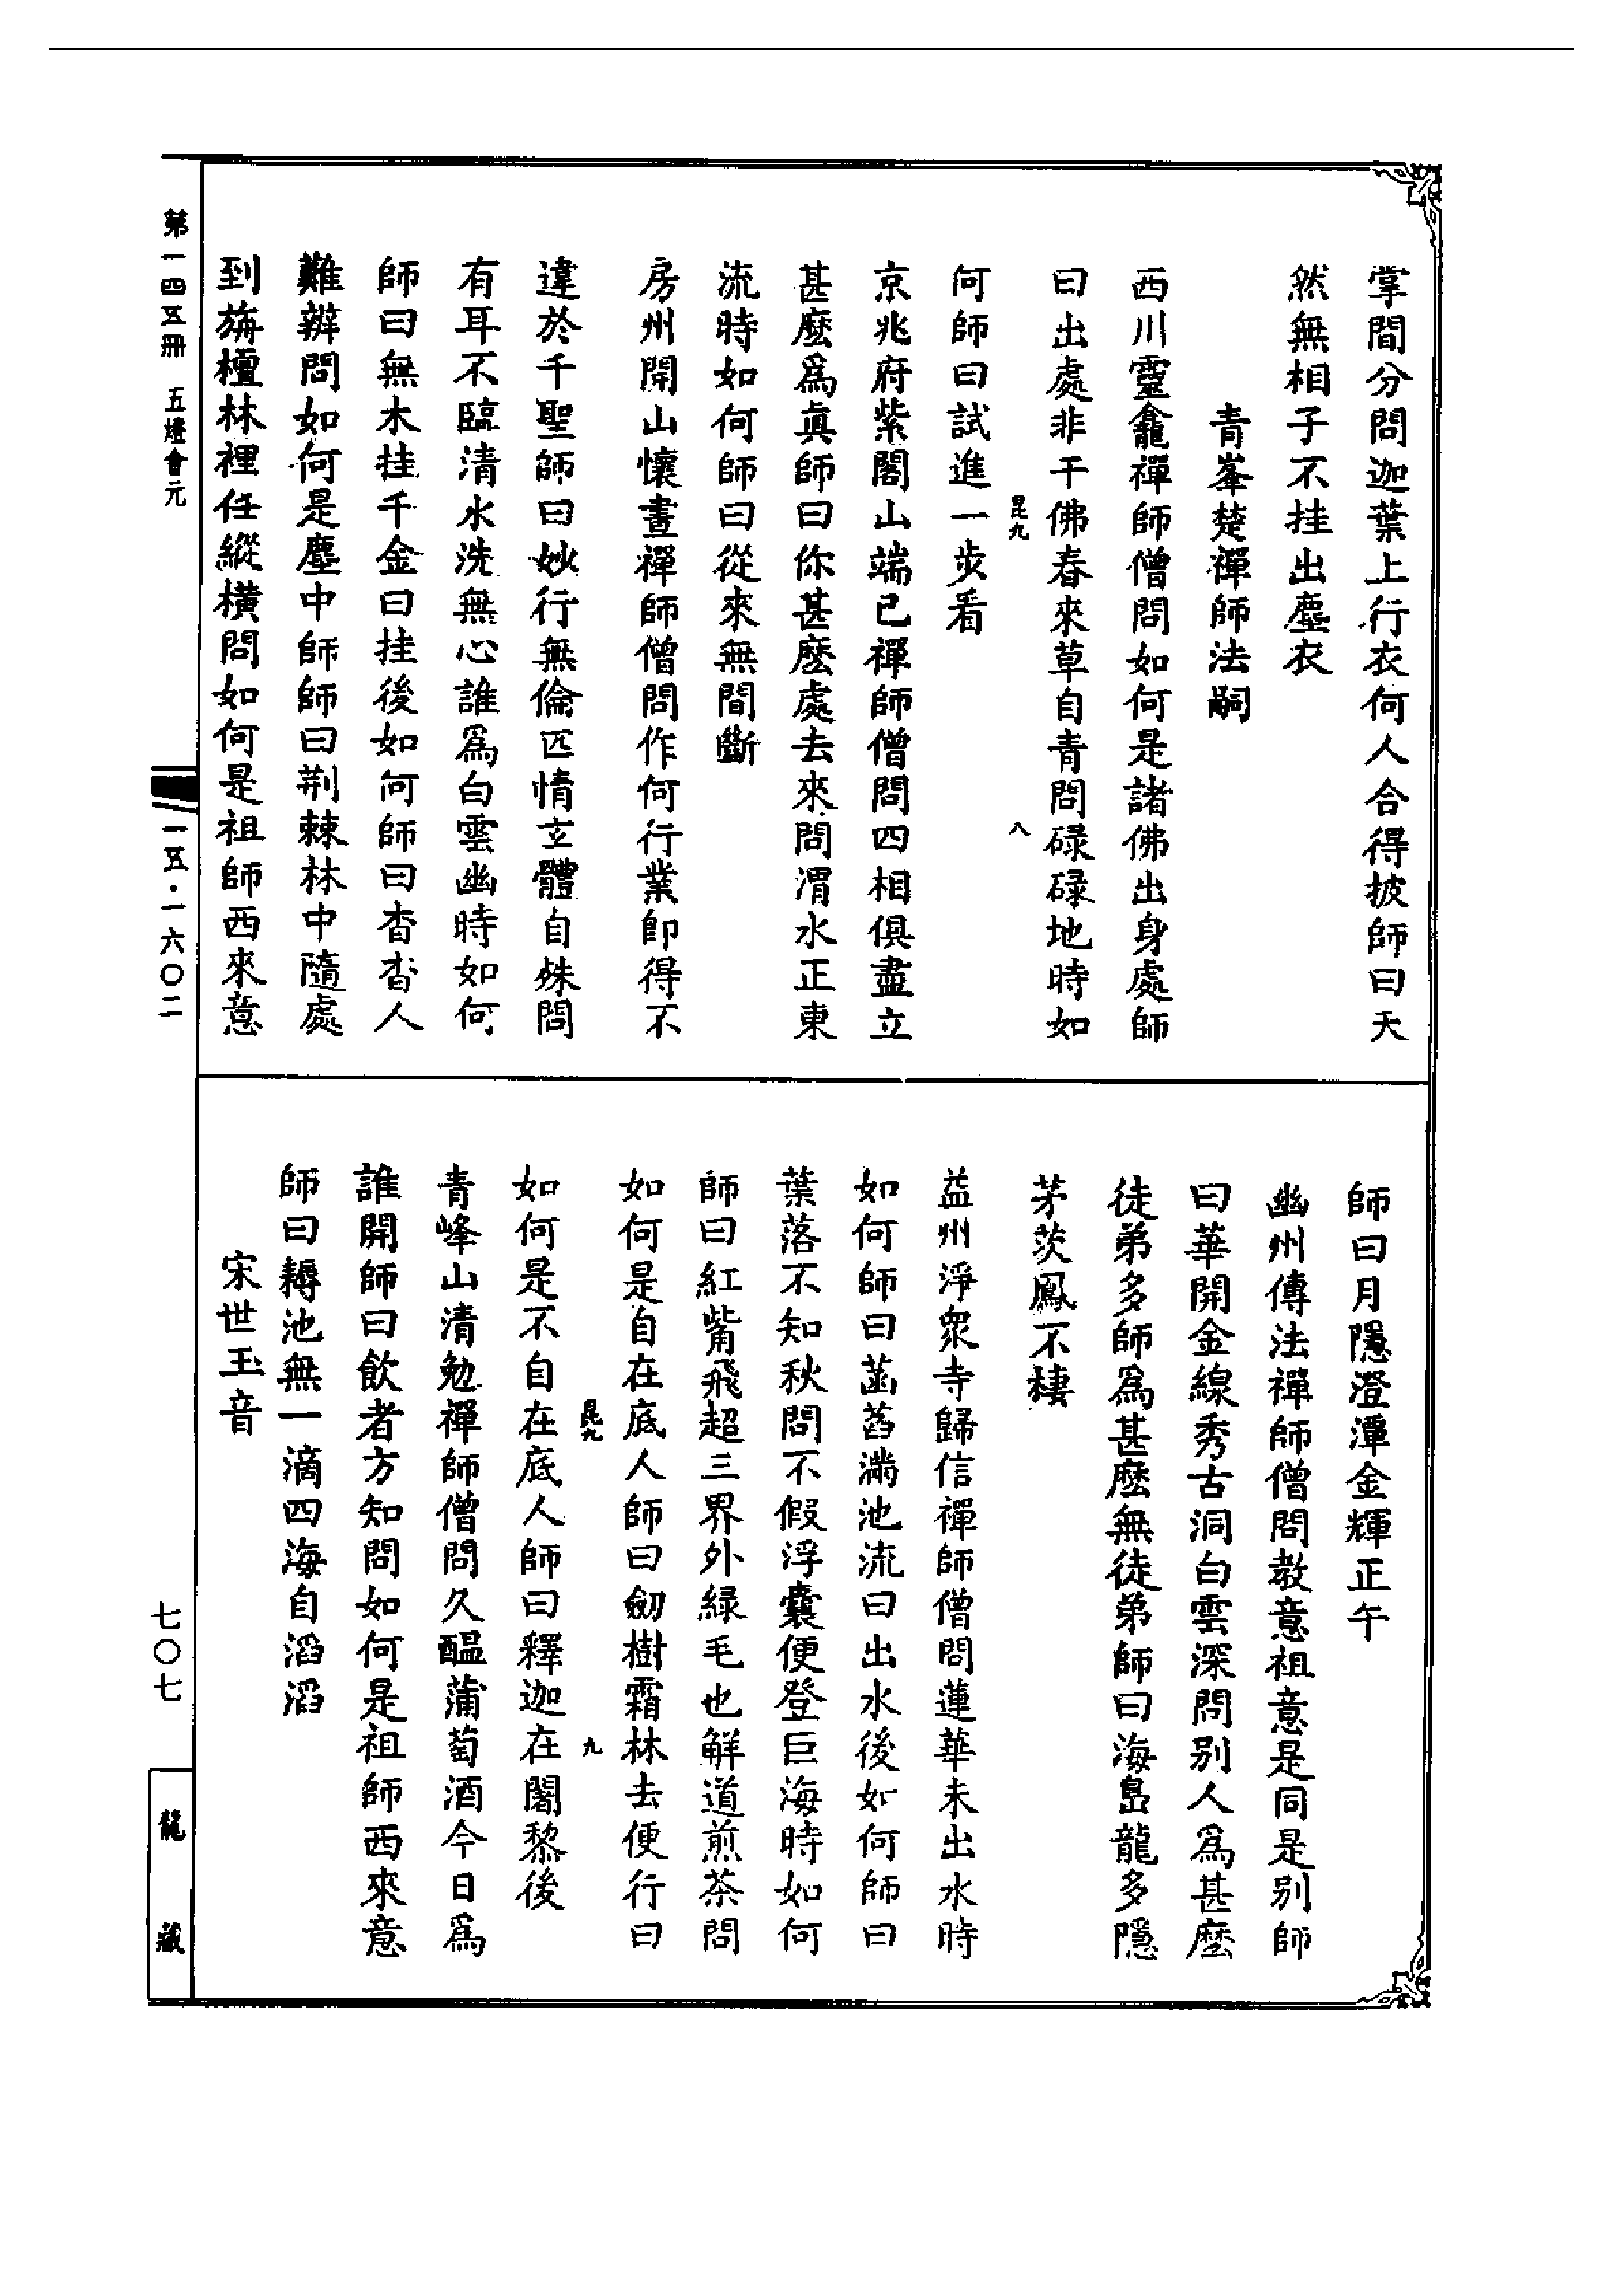 掌間分問迦葉上行衣何人合得披師曰天
然無相子不挂出塵衣
青峯楚禪師法嗣
西川靈龕禪師僧問如何是諸佛出身處師
曰出處非干佛春來草自青問碌碌地時如
何師曰試進一步看
昆九
八
京兆府紫閣山端己禪師僧問四相俱盡立
甚麽爲眞師曰你甚麽處去來問渭水正東
流時如何師曰從來無間斷
房州開山懷晝禪師僧問作何行業卽得不
違於千聖師曰妙行無倫匹情玄體自殊問
有耳不臨清水洗無心誰爲白雲幽時如何
師曰無木挂千金曰挂後如何師曰杳杳人
難辨問如何是塵中師師曰荆棘林中隨處
到旃檀林裡任縱橫問如何是祖師西來意
師曰月隱澄潭金輝正午
幽州傳法禪師僧問教意祖意是同是别師
曰華開金線秀古洞白雲深問别人爲甚麽
徒弟多師爲甚麽無徒弟師曰海島龍多隱
茅茨鳳不棲
益州淨衆寺歸信禪師僧問蓮華未出水時
如何師曰菡萏滿池流曰出水後如何師曰
葉落不知秋問不假浮囊便登巨海時如何
師曰紅觜飛超三界外緑毛也解道煎茶問
如何是自在底人師曰劒樹霜林去便行曰
昆九
九
如何是不自在底人師曰釋迦在闍黎後
青峰山清勉禪師僧問久醖蒲萄酒今日爲
誰開師曰飲者方知問如何是祖師西來意
師曰耨池無一滴四海自滔滔
宋世玉音
第一四五冊 五燈會元
一五·一六〇二
七〇七
龍藏